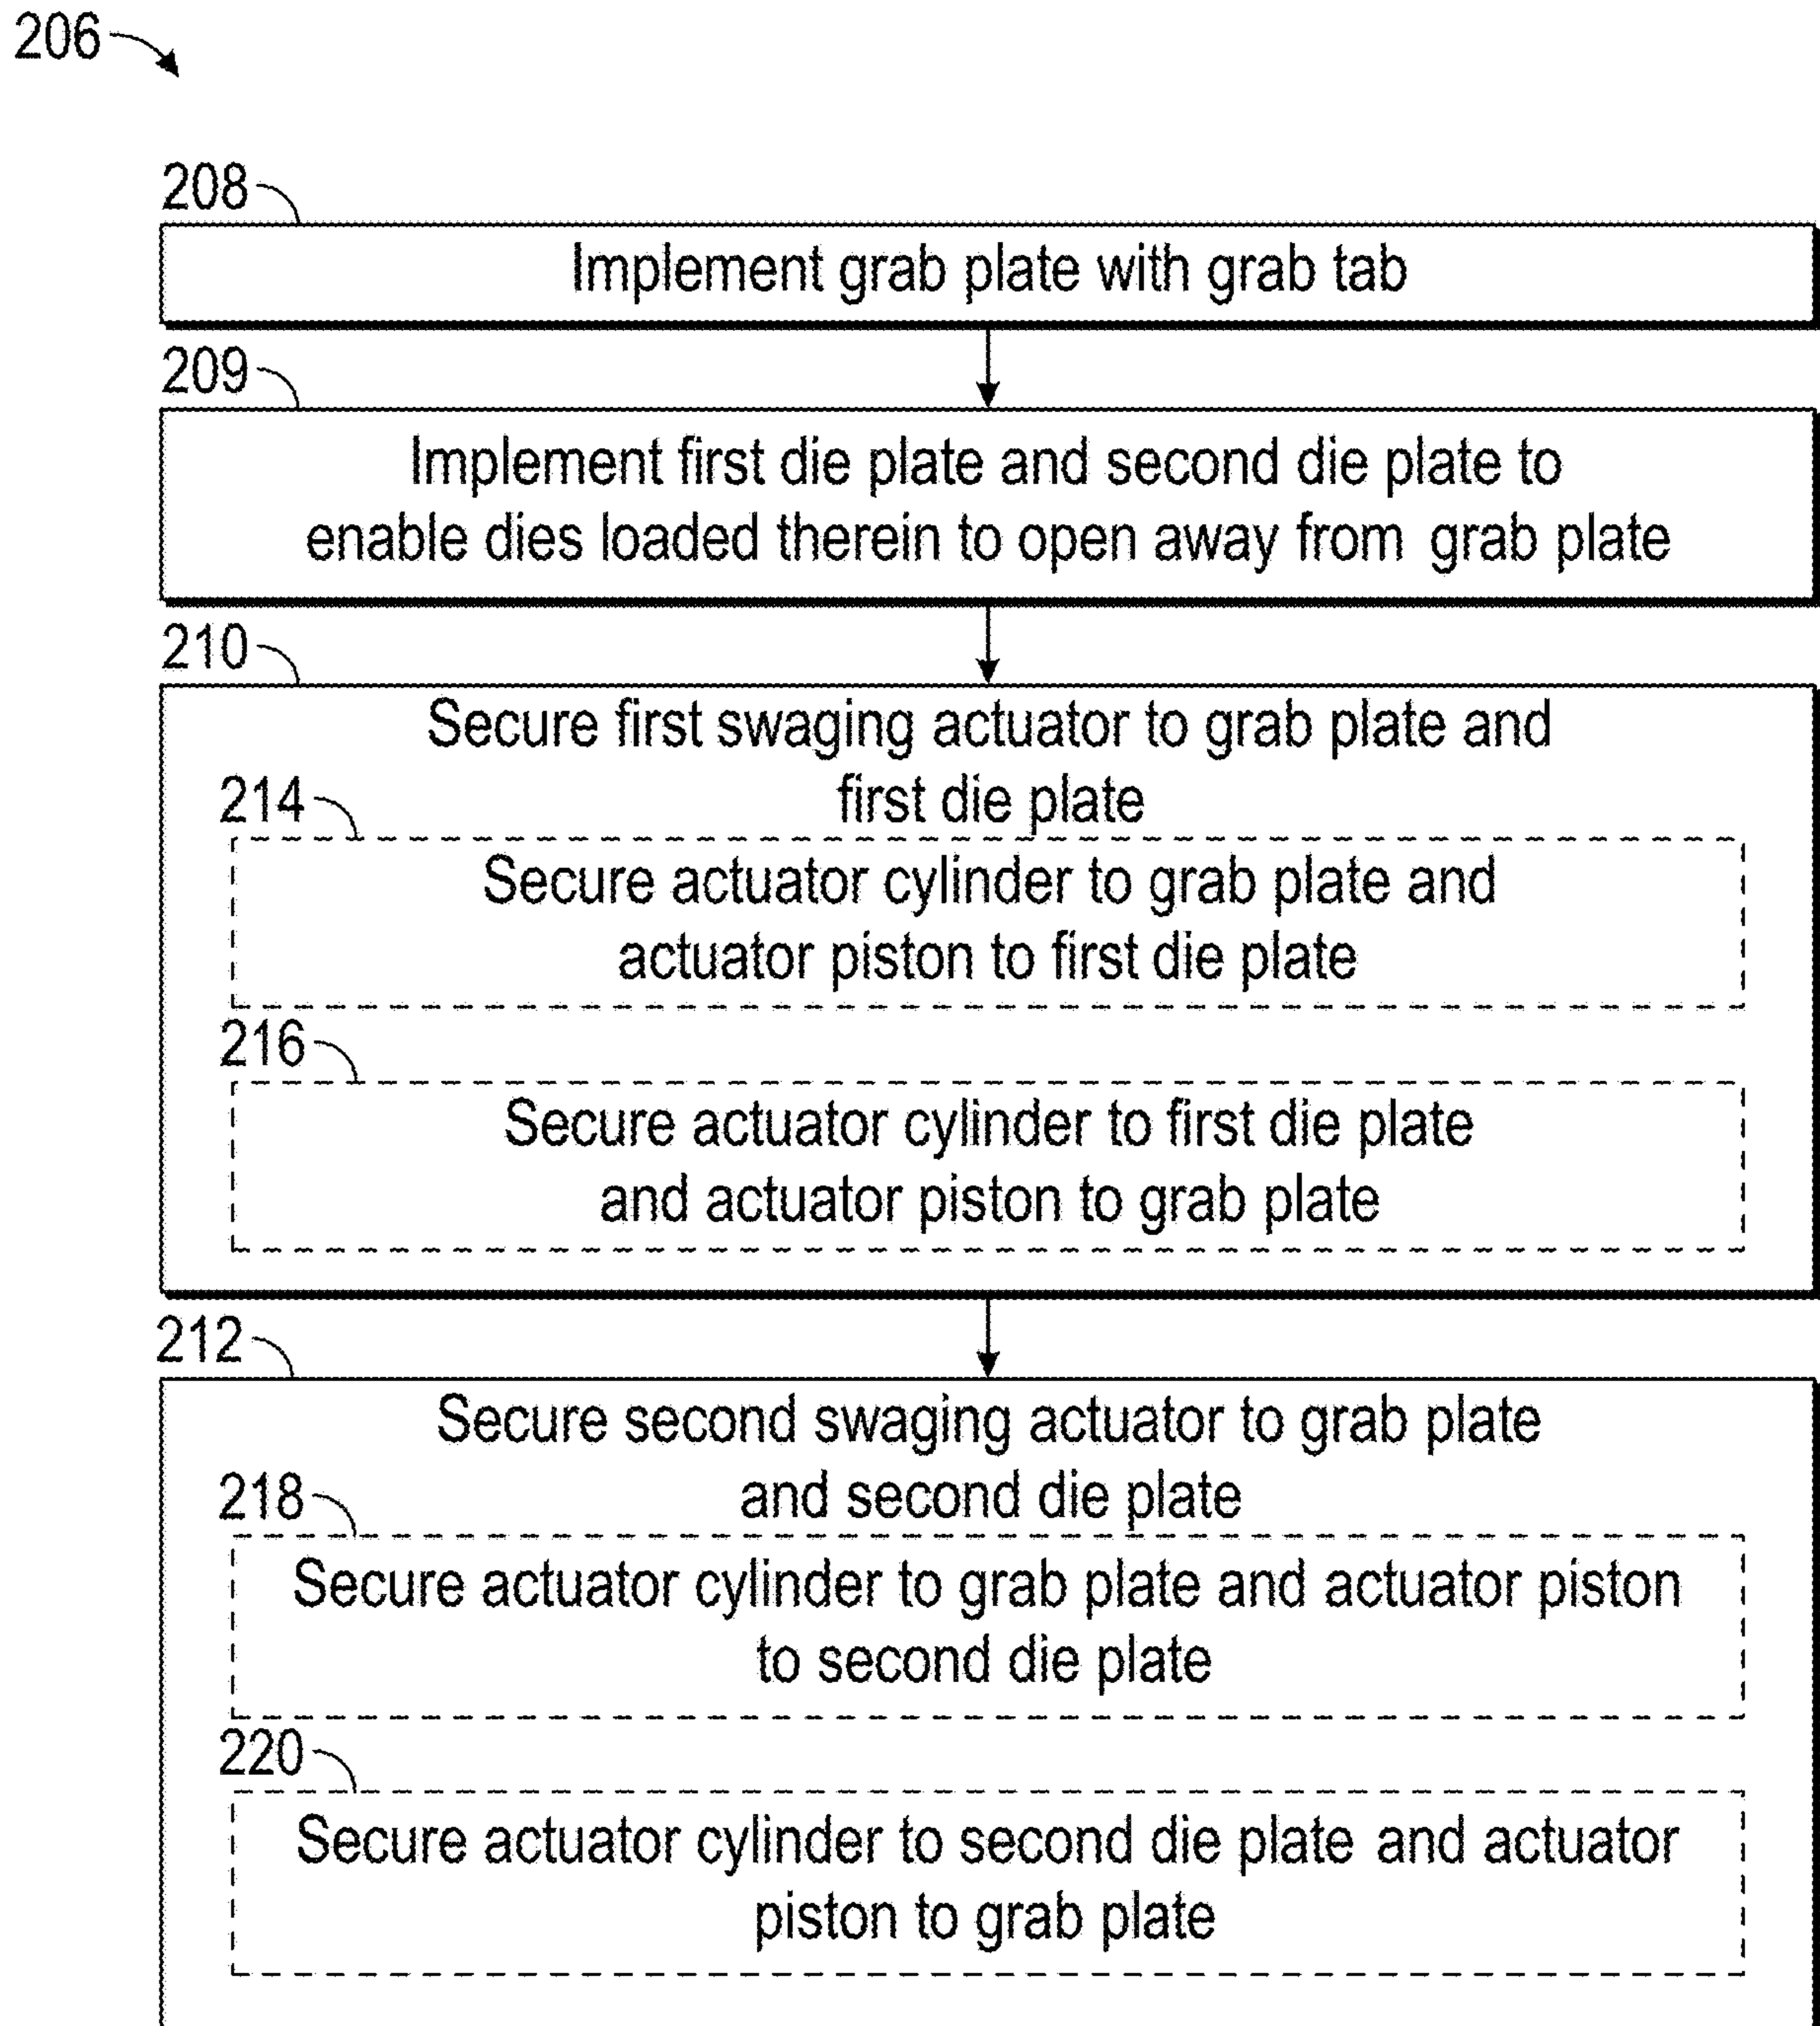 206
208
Implement grab plate with grab tab
209
Implement first die plate and second die plate to
enable dies loaded therein to open away from grab plate
210
Secure first swaging actuator to grab plate and
first die plate
214
Secure actuator cylinder to grab plate and
actuator piston to first die plate
216
Secure actuator cylinder to first die plate
and actuator piston to grab plate
212
Secure second swaging actuator to grab plate
and second die plate
218
Secure actuator cylinder to grab plate and actuator piston
to second die plate
220
Secure actuator cylinder to second die plate and actuator
piston to grab plate